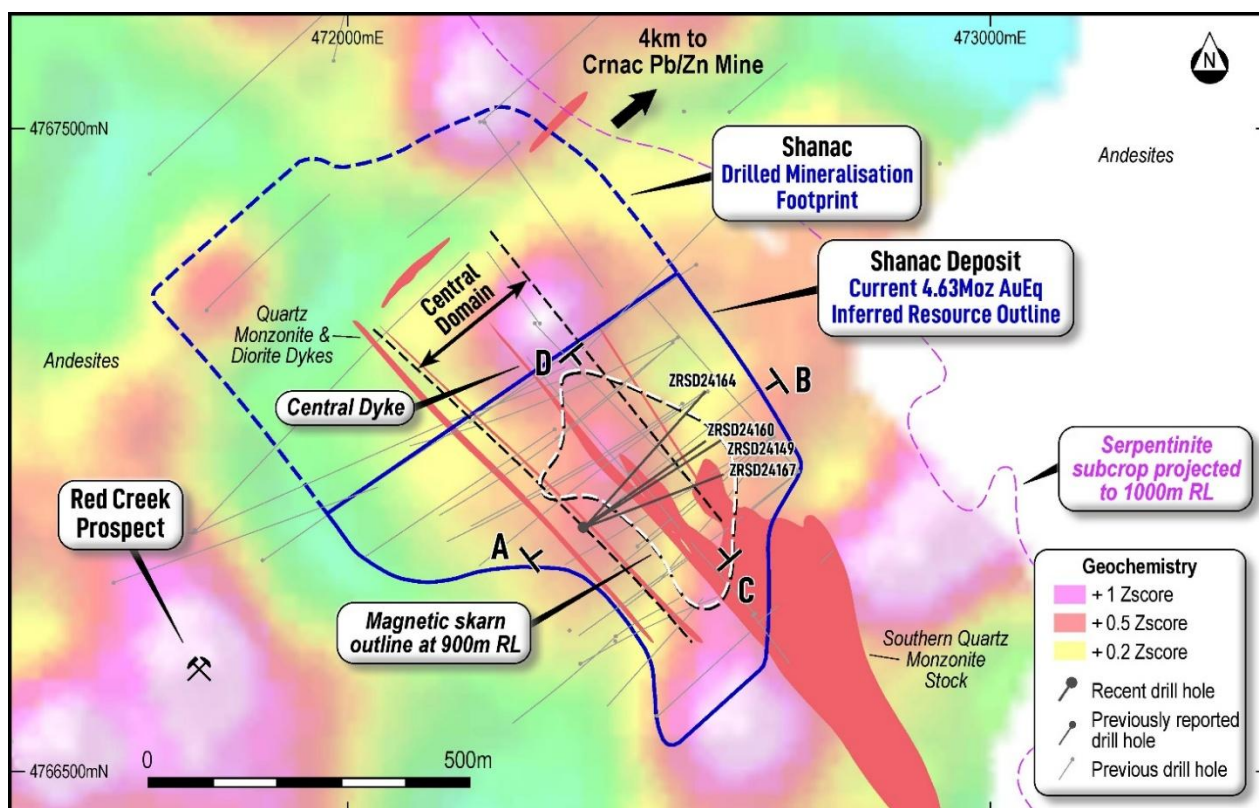 472000mE
473000mE
4km to
Crnac Pb/Zn Mine
N
4767500mN
Shanac
Drilled Mineralisation
Footprint
Andesites
Shanac Deposit
Current 4.63Moz AuEq
Inferred Resource Outline
Central
Domain
Quartz
Monzonite &
Diorite Dykes
Andesites
D
B
ZRSD24164
Central Dyke
ZRSD24160
ZRSD24149
ZRSD24167
Serpentinite
subcrop projected
to 1000m RL
Red Creek
Prospect
A
C
Magnetic skarn
outline at 900m RL
Southern Quartz
Monzonite
Stock
Geochemistry
+ 1 Zscore
+ 0.5 Zscore
+ 0.2 Zscore
Recent drill hole
Previously reported
drill hole
Previous drill hole
0
500m
4766500mN